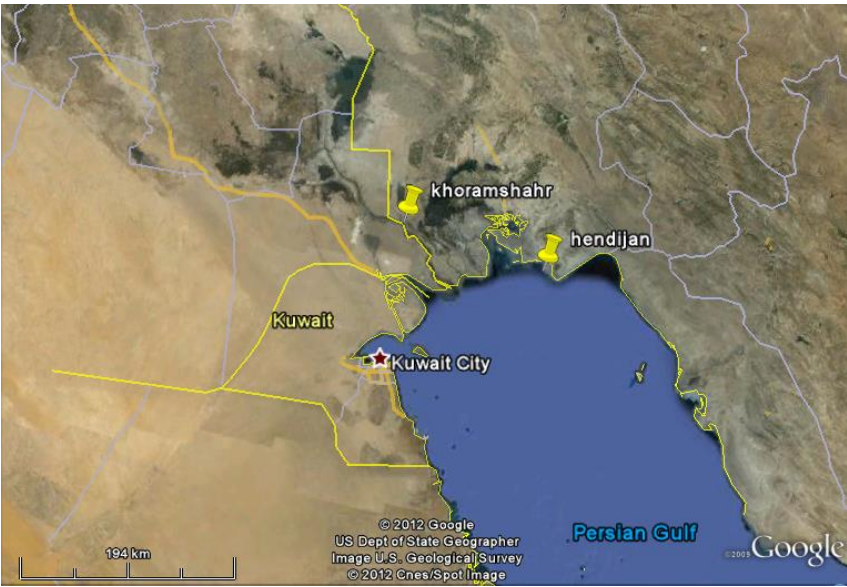 khoramshahr
hendijan
Kuwait
Kuwait City
Persian Gulf
194 km
© 2012 Google
US Dept of State Geographer
Image U.S. Geological Survey
© 2012 Cnes/Spot Image
©2009 Google